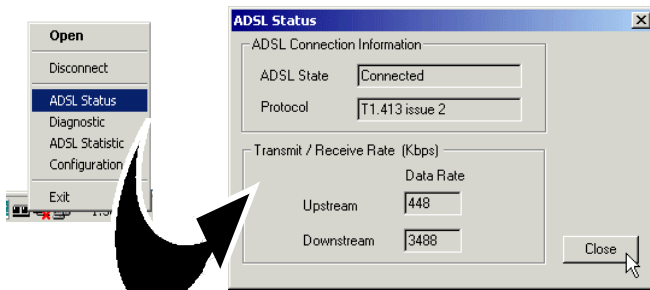 Open
Disconnect
ADSL Status
Diagnostic
ADSL Statistic
Configuration
Exit
ADSL Status
ADSL Connection Information
ADSL State Connected
Protocol T1.413 issue 2
Transmit / Receive Rate (Kbps)
Data Rate
Upstream 448
Downstream 3488
Close